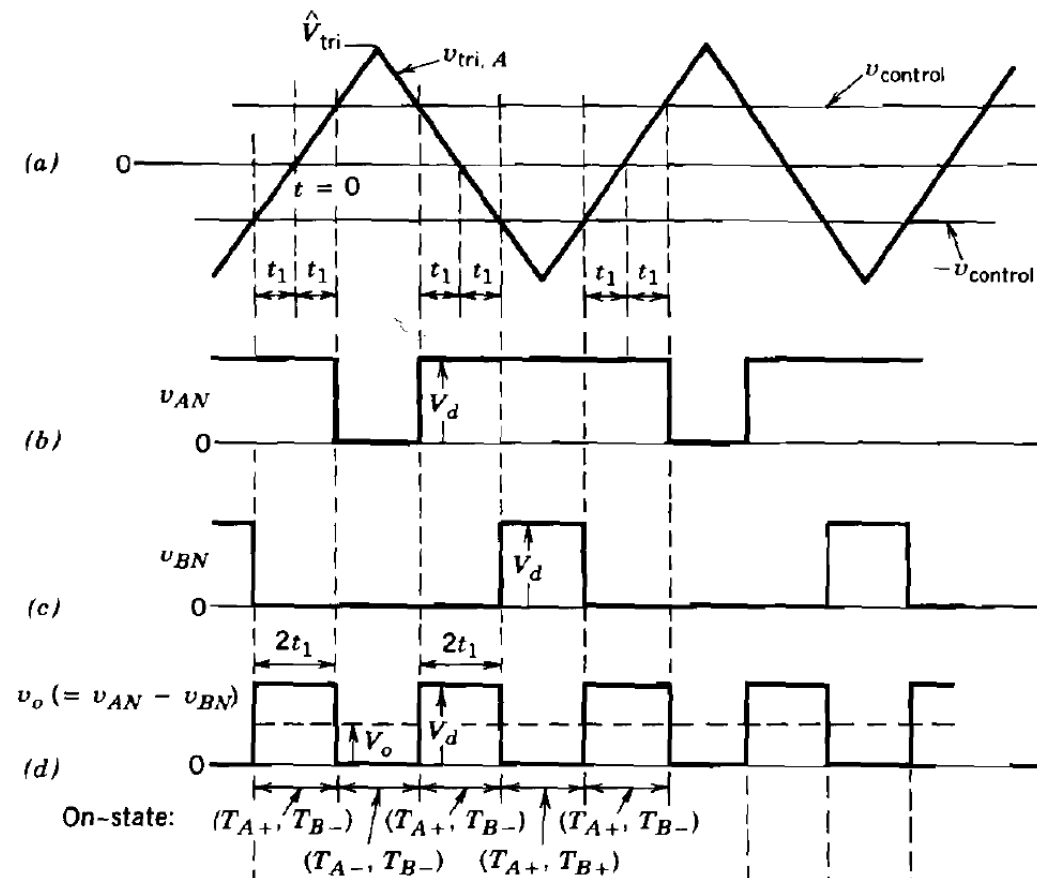 V̂tri
vtri, A
vcontrol
(a)
0
t = 0
−vcontrol
t1 t1 t1 t1 t1 t1
vAN
Vd
(b)
0
vBN
Vd
(c)
0
2t1 2t1
vo (= vAN − vBN)
Vo
Vd
(d)
0
On-state: (TA+, TB−) (TA+, TB−) (TA+, TB−)
(TA−, TB−) (TA+, TB+)